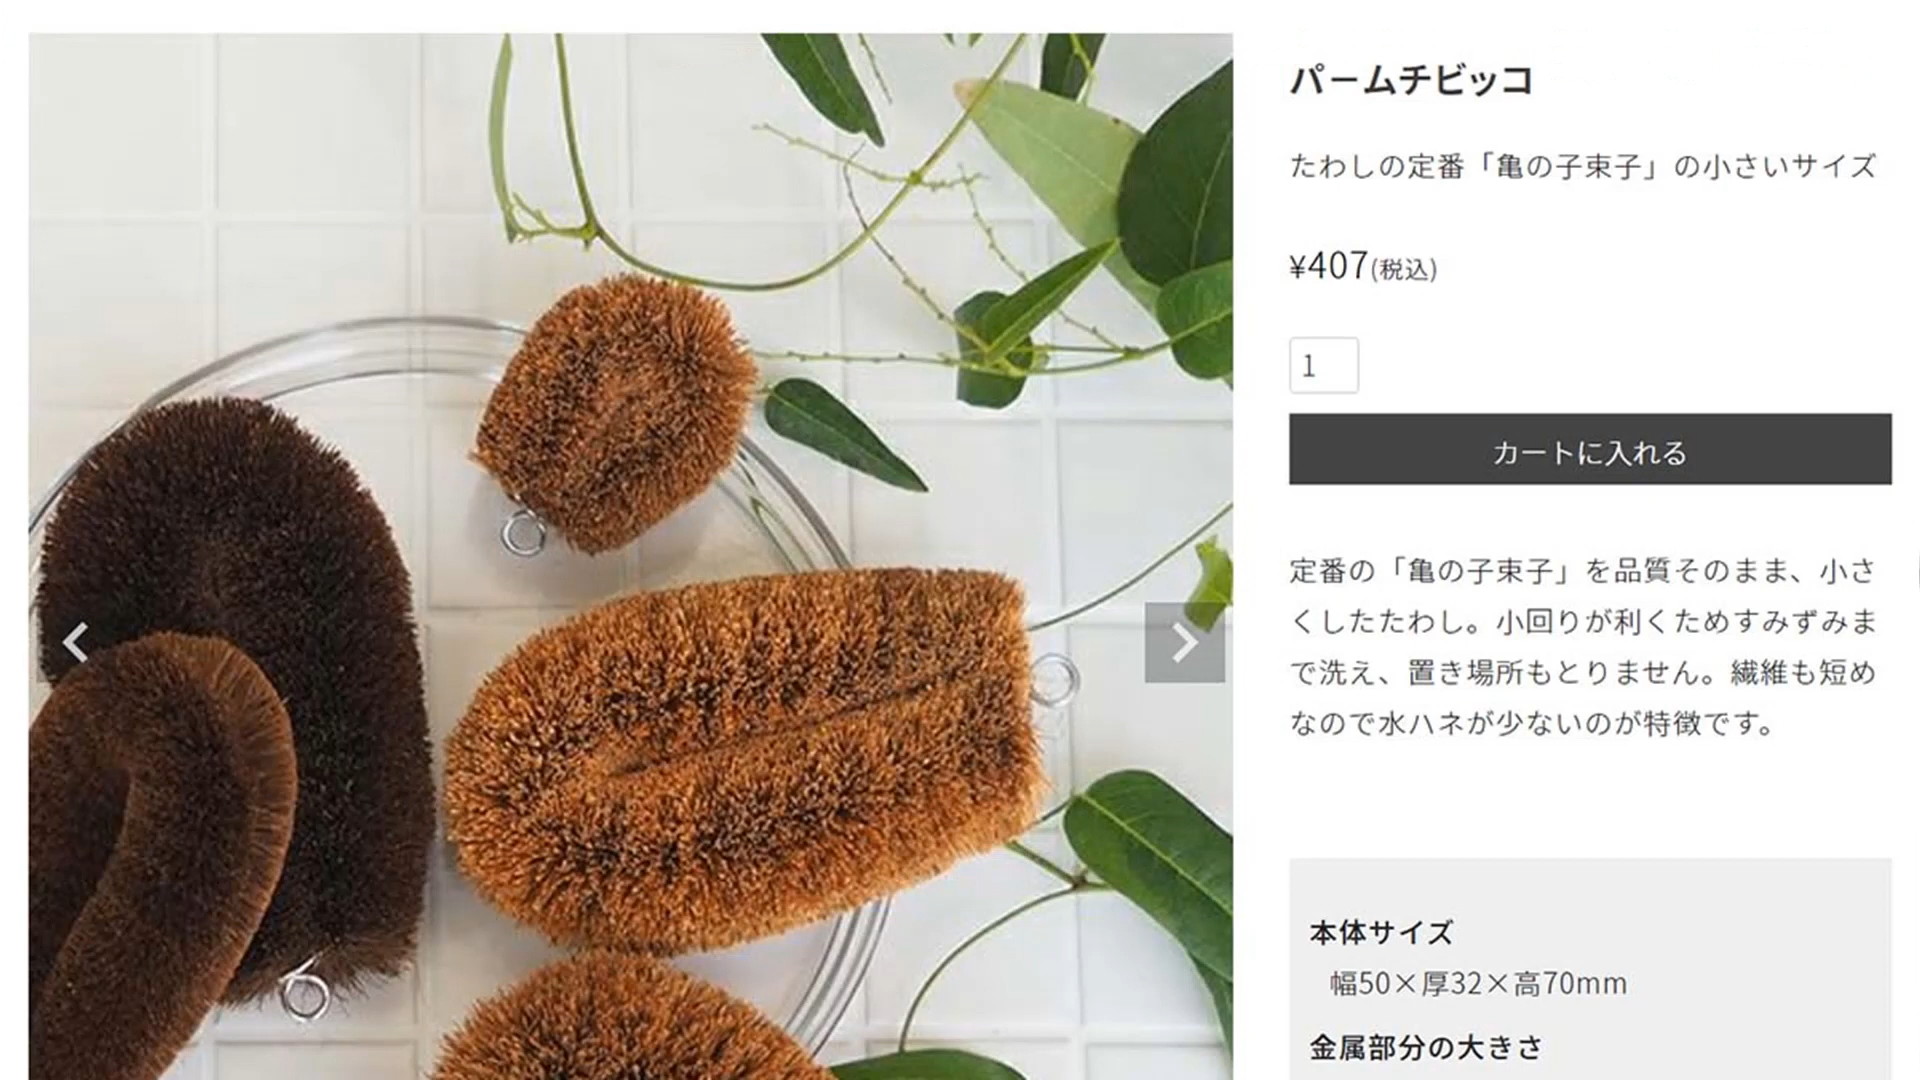 パームチビッコ
たわしの定番「亀の子束子」の小さいサイズ
¥407(税込)
1
カートに入れる
定番の「亀の子束子」を品質そのまま、小さ
くしたたわし。小回りが利くためすみずみま
で洗え、置き場所もとりません。繊維も短め
なので水ハネが少ないのが特徴です。
本体サイズ
幅50×厚32×高70mm
金属部分の大きさ